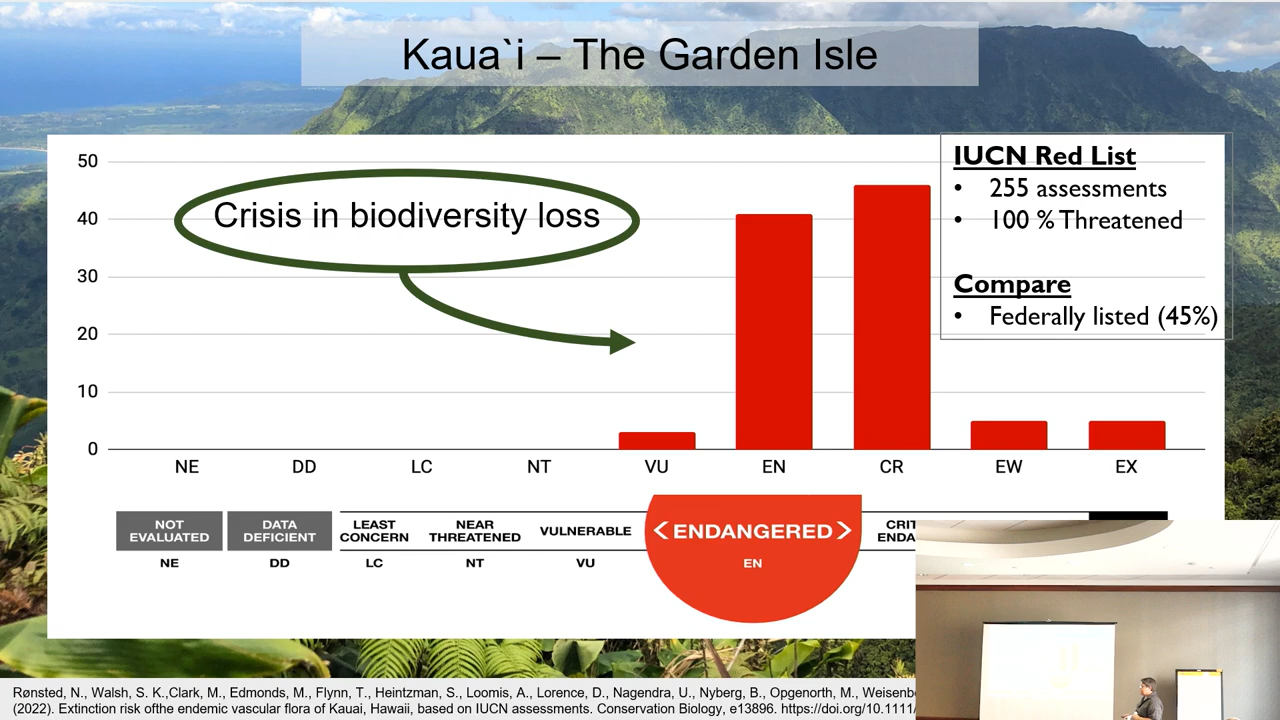 Kaua`i – The Garden Isle
50
40
30
20
10
0
Crisis in biodiversity loss
IUCN Red List
• 255 assessments
• 100 % Threatened
Compare
• Federally listed (45%)
NE DD LC NT VU EN CR EW EX
NOT EVALUATED
NE
DATA DEFICIENT
DD
LEAST CONCERN
LC
NEAR THREATENED
NT
VULNERABLE
VU
<ENDANGERED>
EN
CRIT
ENDA
Rønsted, N., Walsh, S. K.,Clark, M., Edmonds, M., Flynn, T., Heintzman, S., Loomis, A., Lorence, D., Nagendra, U., Nyberg, B., Opgenorth, M., Weisenbe
(2022). Extinction risk ofthe endemic vascular flora of Kauai, Hawaii, based on IUCN assessments. Conservation Biology, e13896. https://doi.org/10.1111/